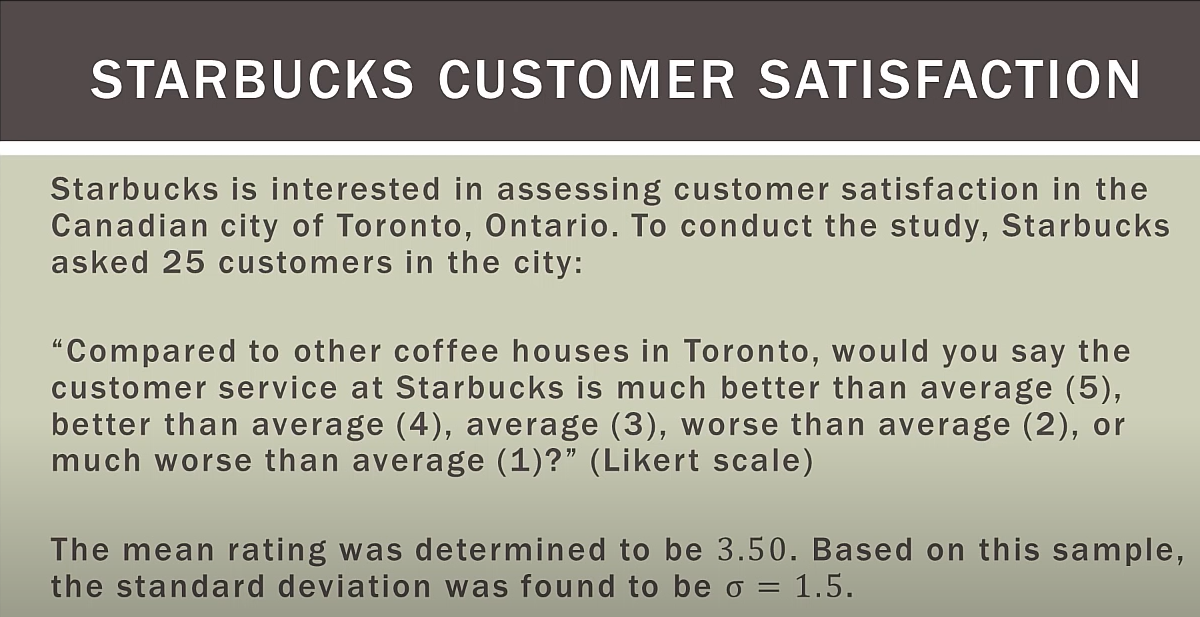 STARBUCKS CUSTOMER SATISFACTION
Starbucks is interested in assessing customer satisfaction in the
Canadian city of Toronto, Ontario. To conduct the study, Starbucks
asked 25 customers in the city:
“Compared to other coffee houses in Toronto, would you say the
customer service at Starbucks is much better than average (5),
better than average (4), average (3), worse than average (2), or
much worse than average (1)?” (Likert scale)
The mean rating was determined to be 3.50. Based on this sample,
the standard deviation was found to be σ = 1.5.